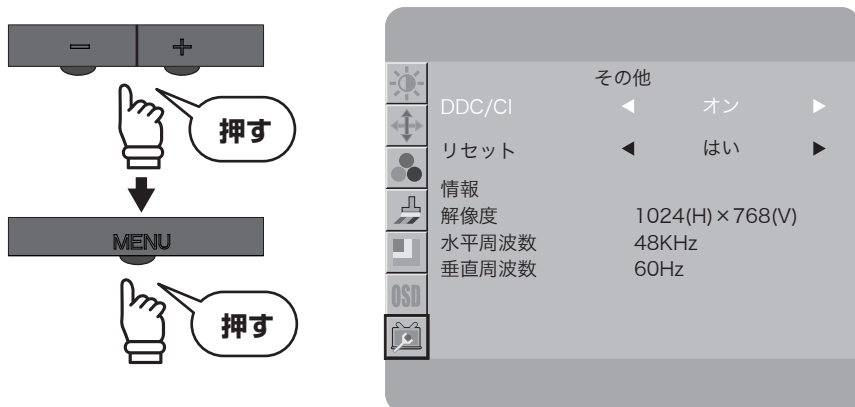 − +
押す
MENU
押す
その他
DDC/CI ◀ オン ▶
リセット ◀ はい ▶
情報
解像度 1024(H)×768(V)
水平周波数 48KHz
垂直周波数 60Hz
OSD